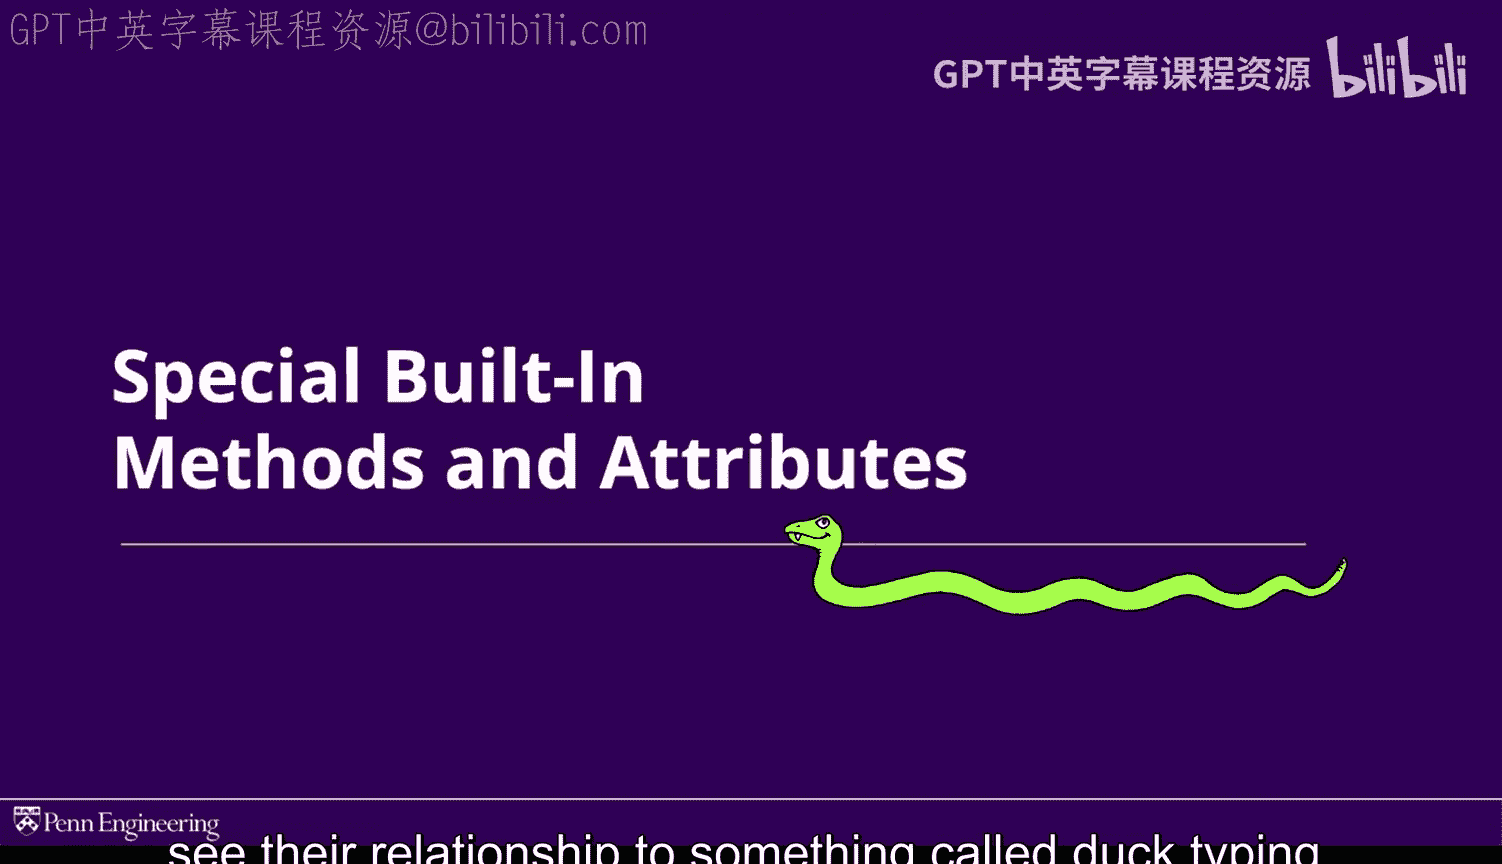 GPT中英字幕课程资源@bilibili.com
GPT中英字幕课程资源 bilibili
Special Built-In
Methods and Attributes
Penn Engineering
see their relationship to something called duck typing